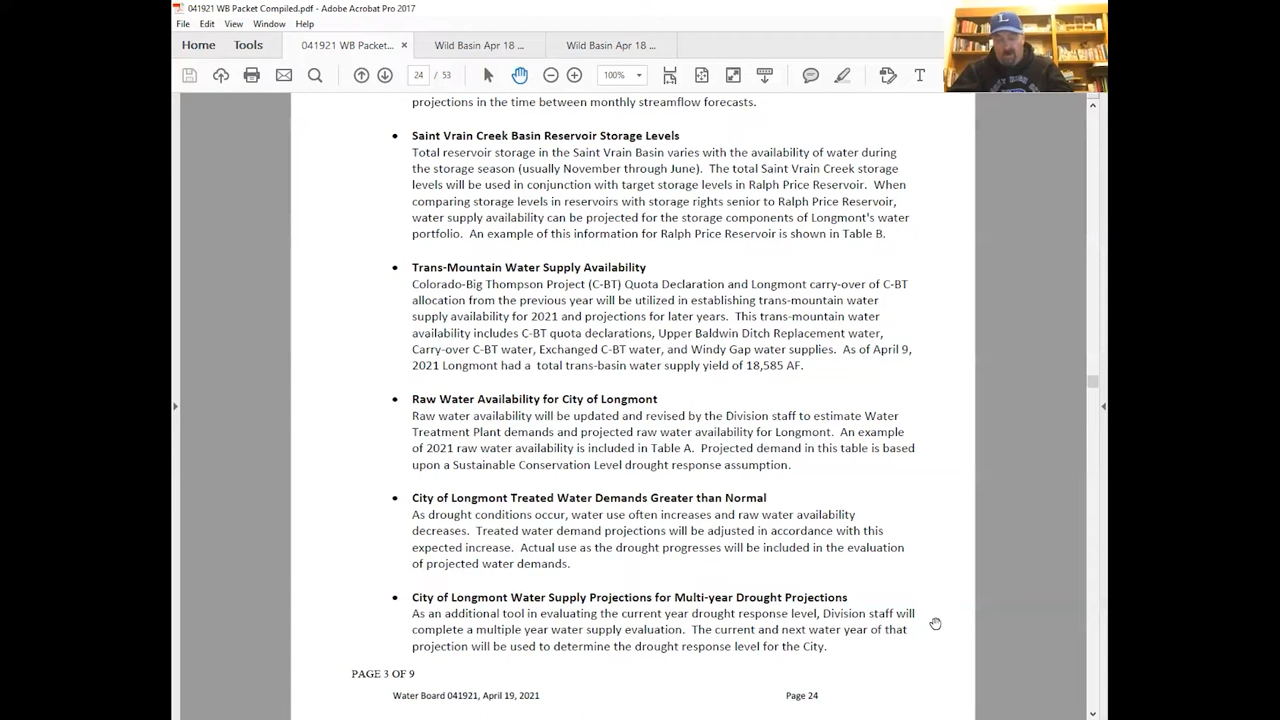 041921 WB Packet Compiled.pdf - Adobe Acrobat Pro 2017
File Edit View Window Help
Home Tools 041921 WB Packet... × Wild Basin Apr 18 ... Wild Basin Apr 18 ...
24 / 53 100%
projections in the time between monthly streamflow forecasts.
• Saint Vrain Creek Basin Reservoir Storage Levels
Total reservoir storage in the Saint Vrain Basin varies with the availability of water during
the storage season (usually November through June). The total Saint Vrain Creek storage
levels will be used in conjunction with target storage levels in Ralph Price Reservoir. When
comparing storage levels in reservoirs with storage rights senior to Ralph Price Reservoir,
water supply availability can be projected for the storage components of Longmont's water
portfolio. An example of this information for Ralph Price Reservoir is shown in Table B.
• Trans-Mountain Water Supply Availability
Colorado-Big Thompson Project (C-BT) Quota Declaration and Longmont carry-over of C-BT
allocation from the previous year will be utilized in establishing trans-mountain water
supply availability for 2021 and projections for later years. This trans-mountain water
availability includes C-BT quota declarations, Upper Baldwin Ditch Replacement water,
Carry-over C-BT water, Exchanged C-BT water, and Windy Gap water supplies. As of April 9,
2021 Longmont had a total trans-basin water supply yield of 18,585 AF.
• Raw Water Availability for City of Longmont
Raw water availability will be updated and revised by the Division staff to estimate Water
Treatment Plant demands and projected raw water availability for Longmont. An example
of 2021 raw water availability is included in Table A. Projected demand in this table is based
upon a Sustainable Conservation Level drought response assumption.
• City of Longmont Treated Water Demands Greater than Normal
As drought conditions occur, water use often increases and raw water availability
decreases. Treated water demand projections will be adjusted in accordance with this
expected increase. Actual use as the drought progresses will be included in the evaluation
of projected water demands.
• City of Longmont Water Supply Projections for Multi-year Drought Projections
As an additional tool in evaluating the current year drought response level, Division staff will
complete a multiple year water supply evaluation. The current and next water year of that
projection will be used to determine the drought response level for the City.
PAGE 3 OF 9
Water Board 041921, April 19, 2021 Page 24